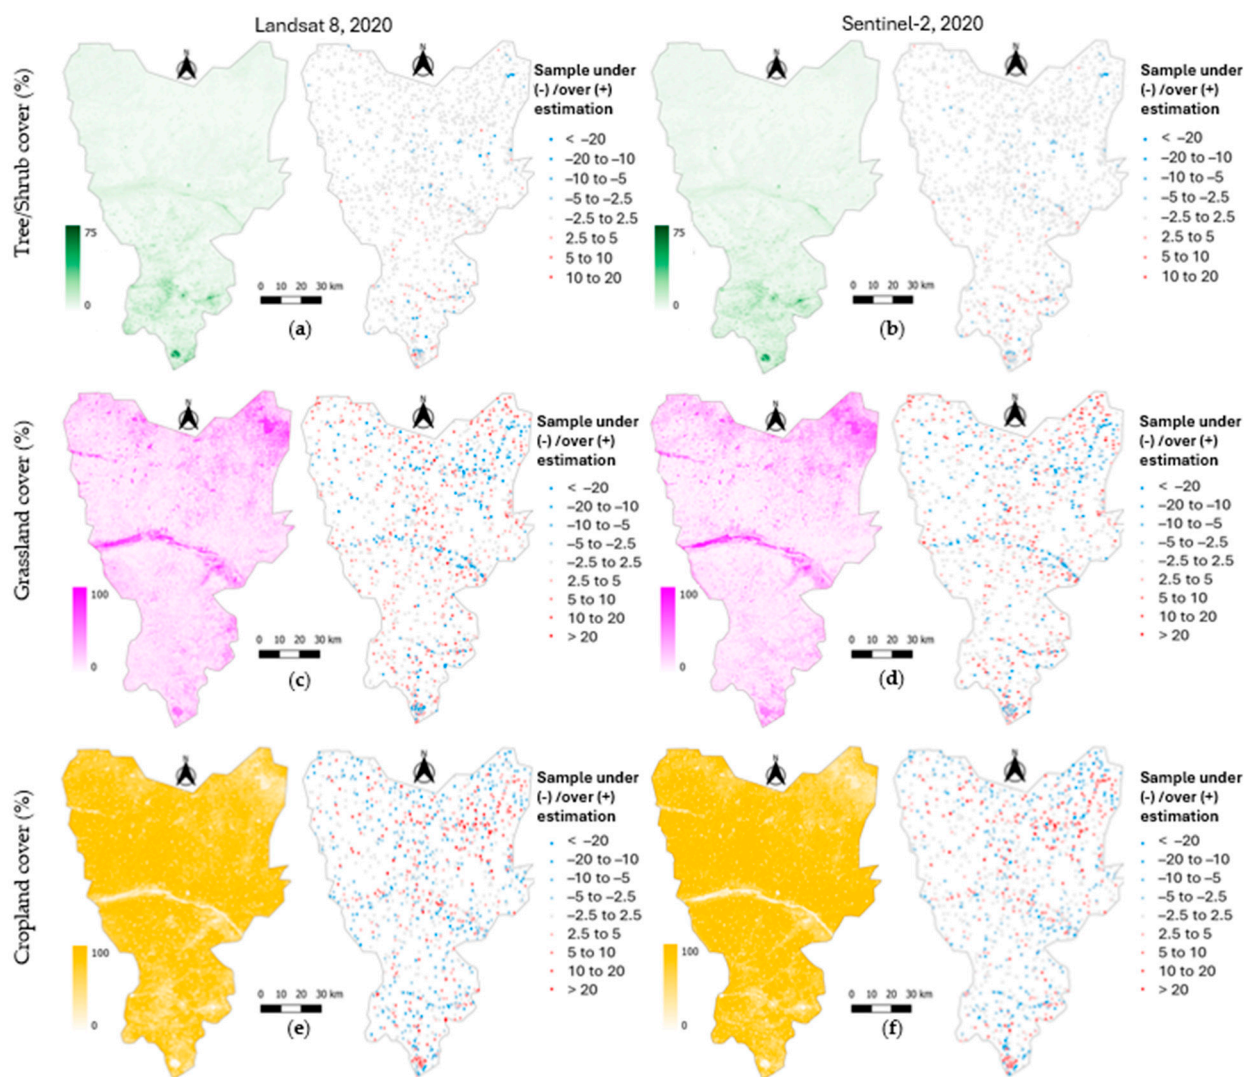 Landsat 8, 2020
Sentinel-2, 2020
Tree/Shrub cover (%)
N
N
Sample under
(-) /over (+)
estimation
< −20
−20 to −10
−10 to −5
−5 to −2.5
−2.5 to 2.5
2.5 to 5
5 to 10
10 to 20
75
0
0 10 20 30 km
(a)
N
N
Sample under
(-) /over (+)
estimation
< −20
−20 to −10
−10 to −5
−5 to −2.5
−2.5 to 2.5
2.5 to 5
5 to 10
10 to 20
75
0
0 10 20 30 km
(b)
Grassland cover (%)
N
N
Sample under
(-) /over (+)
estimation
< −20
−20 to −10
−10 to −5
−5 to −2.5
−2.5 to 2.5
2.5 to 5
5 to 10
10 to 20
> 20
100
0
0 10 20 30 km
(c)
N
N
Sample under
(-) /over (+)
estimation
< −20
−20 to −10
−10 to −5
−5 to −2.5
−2.5 to 2.5
2.5 to 5
5 to 10
10 to 20
> 20
100
0
0 10 20 30 km
(d)
Cropland cover (%)
N
N
Sample under
(-) /over (+)
estimation
< −20
−20 to −10
−10 to −5
−5 to −2.5
−2.5 to 2.5
2.5 to 5
5 to 10
10 to 20
> 20
100
0
0 10 20 30 km
(e)
N
N
Sample under
(-) /over (+)
estimation
< −20
−20 to −10
−10 to −5
−5 to −2.5
−2.5 to 2.5
2.5 to 5
5 to 10
10 to 20
> 20
100
0
0 10 20 30 km
(f)